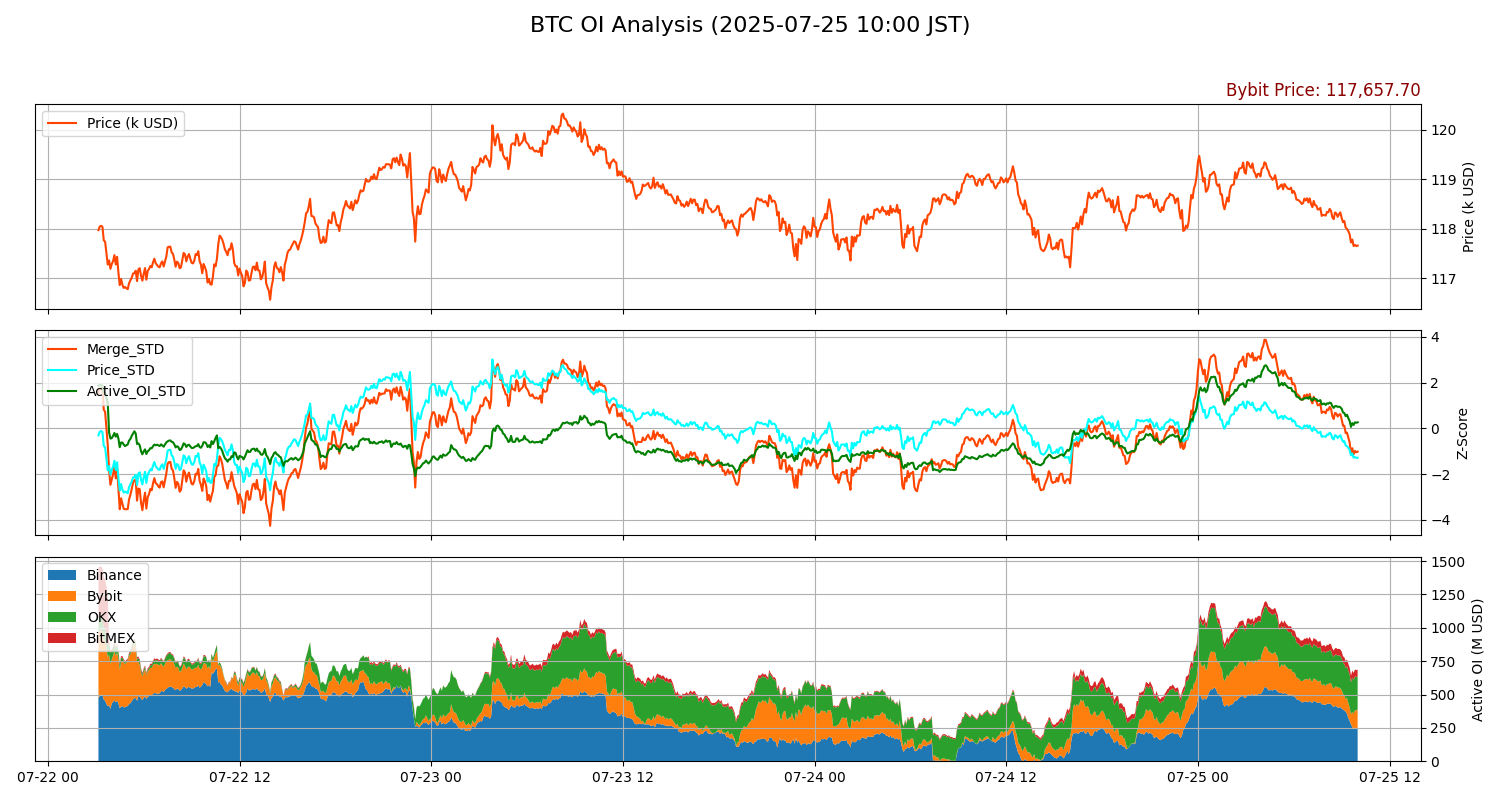 BTC OI Analysis (2025-07-25 10:00 JST)
Bybit Price: 117,657.70
Price (k USD)
120
119
118
117
Price (k USD)
Merge_STD
Price_STD
Active_OI_STD
4
2
0
−2
−4
Z-Score
Binance
Bybit
OKX
BitMEX
1500
1250
1000
750
500
250
0
Active OI (M USD)
07-22 00
07-22 12
07-23 00
07-23 12
07-24 00
07-24 12
07-25 00
07-25 12